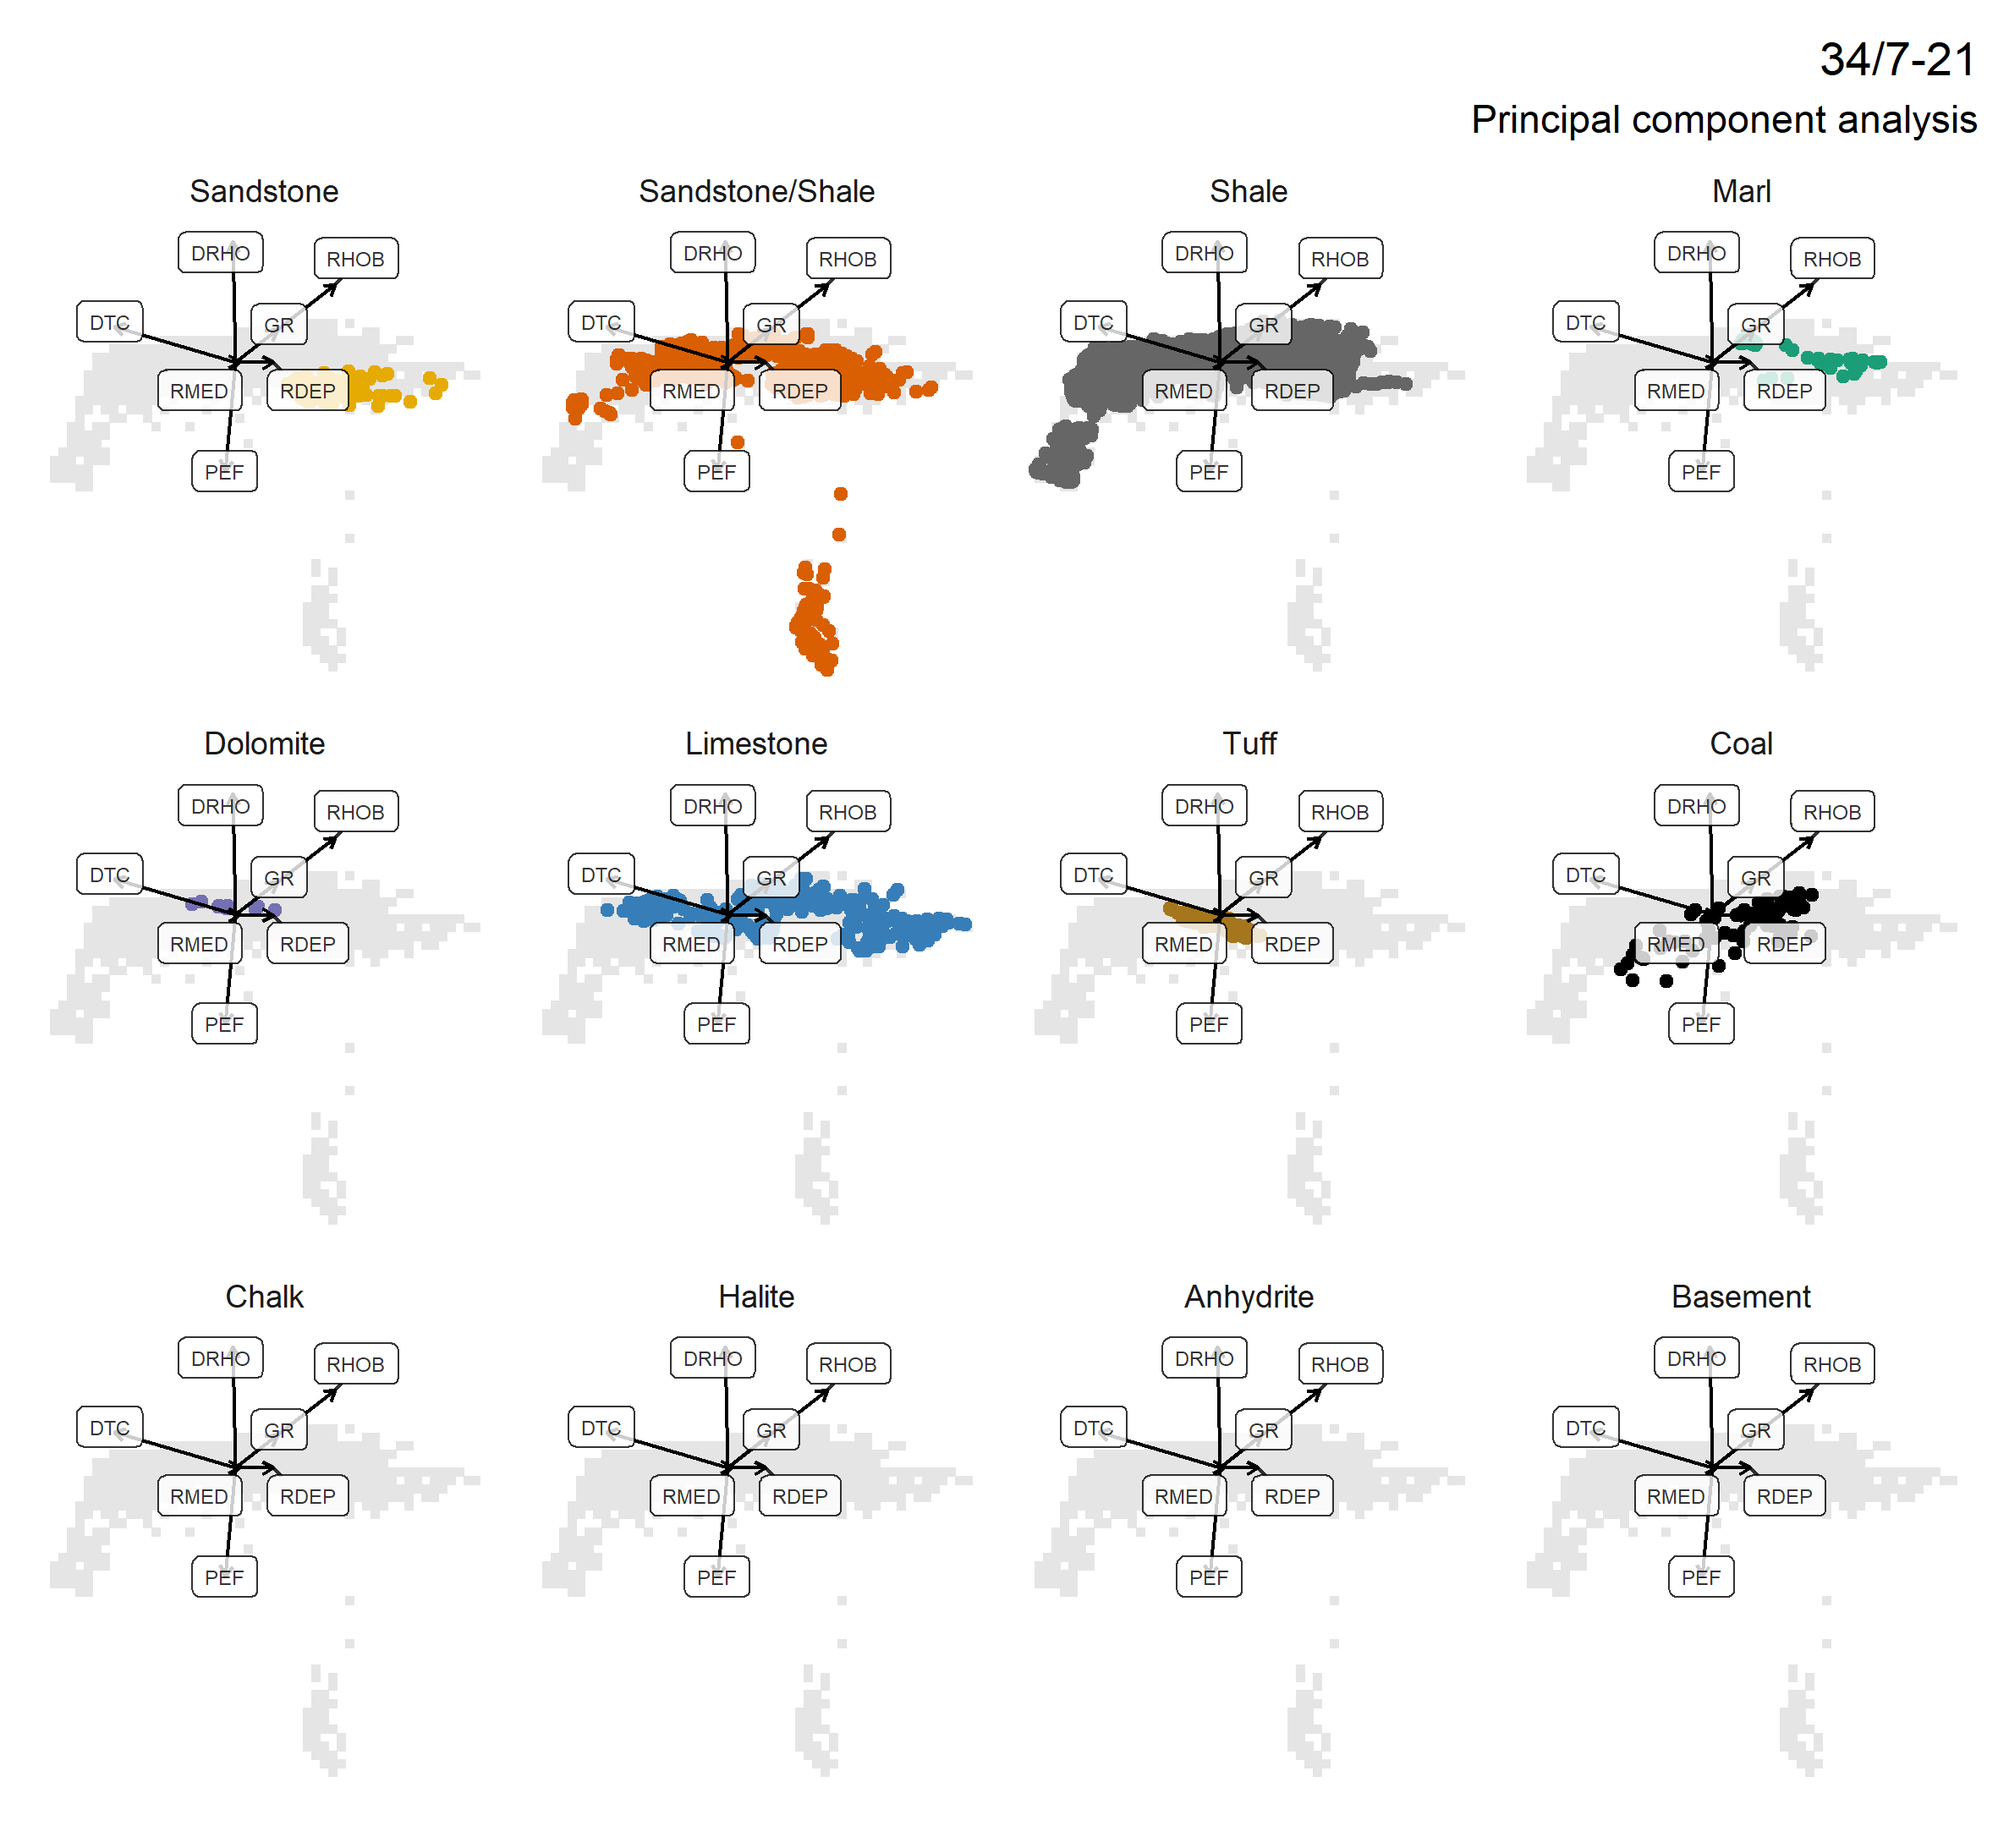 34/7-21
Principal component analysis
Sandstone
Sandstone/Shale
Shale
Marl
DRHO
RHOB
DTC
GR
RMED
RDEP
PEF
DRHO
RHOB
DTC
GR
RMED
RDEP
PEF
DRHO
RHOB
DTC
GR
RMED
RDEP
PEF
DRHO
RHOB
DTC
GR
RMED
RDEP
PEF
Dolomite
Limestone
Tuff
Coal
DRHO
RHOB
DTC
GR
RMED
RDEP
PEF
DRHO
RHOB
DTC
GR
RMED
RDEP
PEF
DRHO
RHOB
DTC
GR
RMED
RDEP
PEF
DRHO
RHOB
DTC
GR
RMED
RDEP
PEF
Chalk
Halite
Anhydrite
Basement
DRHO
RHOB
DTC
GR
RMED
RDEP
PEF
DRHO
RHOB
DTC
GR
RMED
RDEP
PEF
DRHO
RHOB
DTC
GR
RMED
RDEP
PEF
DRHO
RHOB
DTC
GR
RMED
RDEP
PEF